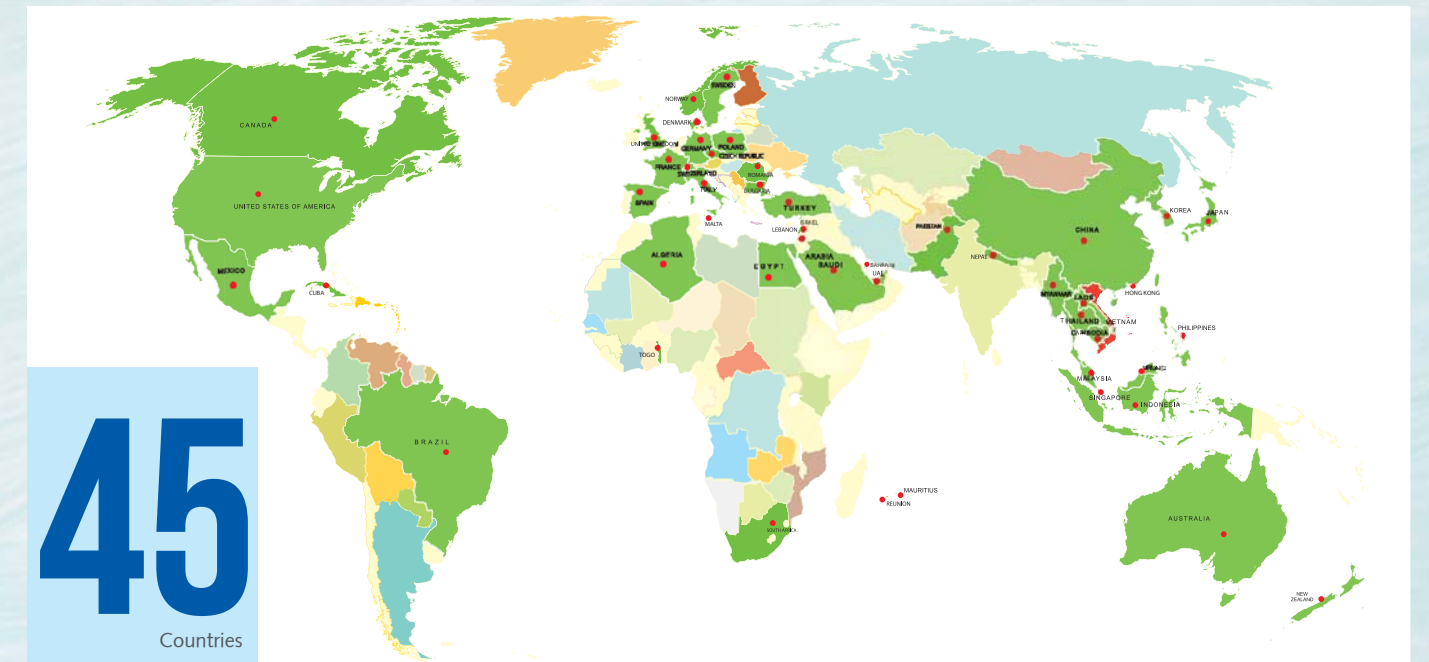 CANADA
UNITED STATES OF AMERICA
MEXICO
CUBA
BRAZIL
NORWAY
SWEDEN
DENMARK
UNITED KINGDOM
GERMANY
POLAND
CZECH REPUBLIC
FRANCE
SWITZERLAND
ROMANIA
ITALY
BULGARIA
SPAIN
TURKEY
MALTA
LEBANON
ISRAEL
ALGERIA
EGYPT
ARABIA
SAUDI
BAHRAIN
UAE
TOGO
SOUTH AFRICA
MAURITIUS
REUNION
PAKISTAN
NEPAL
CHINA
KOREA
JAPAN
HONG KONG
MYANMAR
LAOS
THAILAND
VIETNAM
CAMBODIA
PHILIPPINES
MALAYSIA
BRUNEI
SINGAPORE
INDONESIA
AUSTRALIA
NEW
ZEALAND
45
Countries